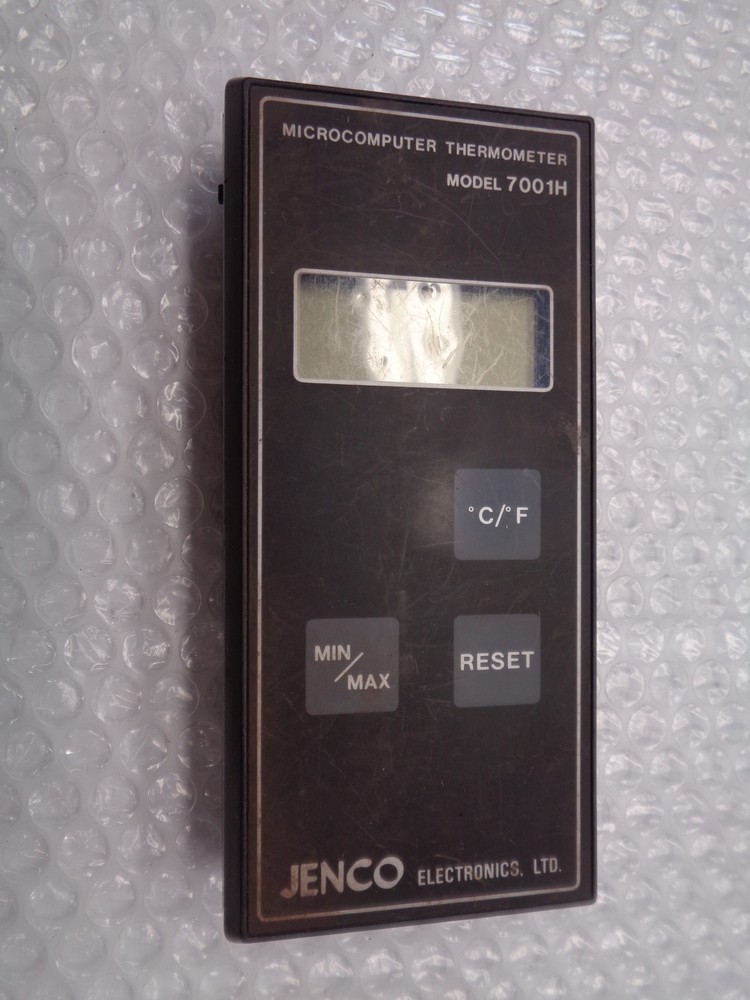 MICROCOMPUTER THERMOMETER
MODEL 7001H
°C/°F
MIN/MAX
RESET
JENCO ELECTRONICS, LTD.